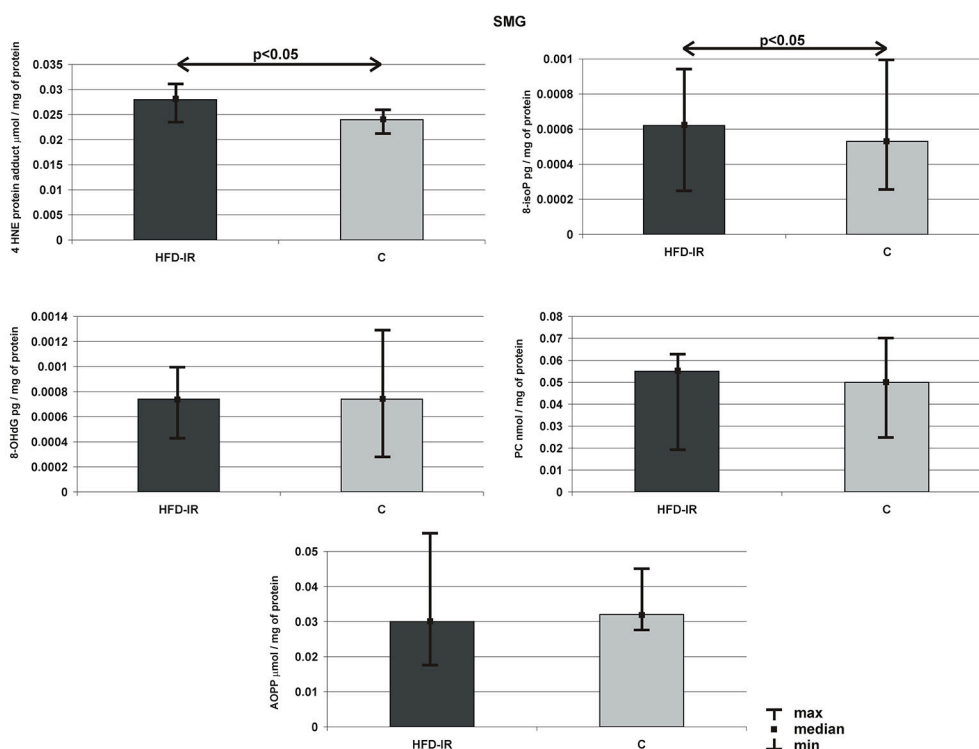 SMG
p<0.05
0.035
0.03
0.025
0.02
0.015
0.01
0.005
0
4 HNE protein adduct μmol / mg of protein
HFD-IR
C
p<0.05
0.001
0.0008
0.0006
0.0004
0.0002
0
8-isoP pg / mg of protein
HFD-IR
C
0.0014
0.0012
0.001
0.0008
0.0006
0.0004
0.0002
0
8-OHdG pg / mg of protein
HFD-IR
C
0.08
0.07
0.06
0.05
0.04
0.03
0.02
0.01
0
PC nmol / mg of protein
HFD-IR
C
0.05
0.04
0.03
0.02
0.01
0
AOPP μmol / mg of protein
HFD-IR
C
max
median
min